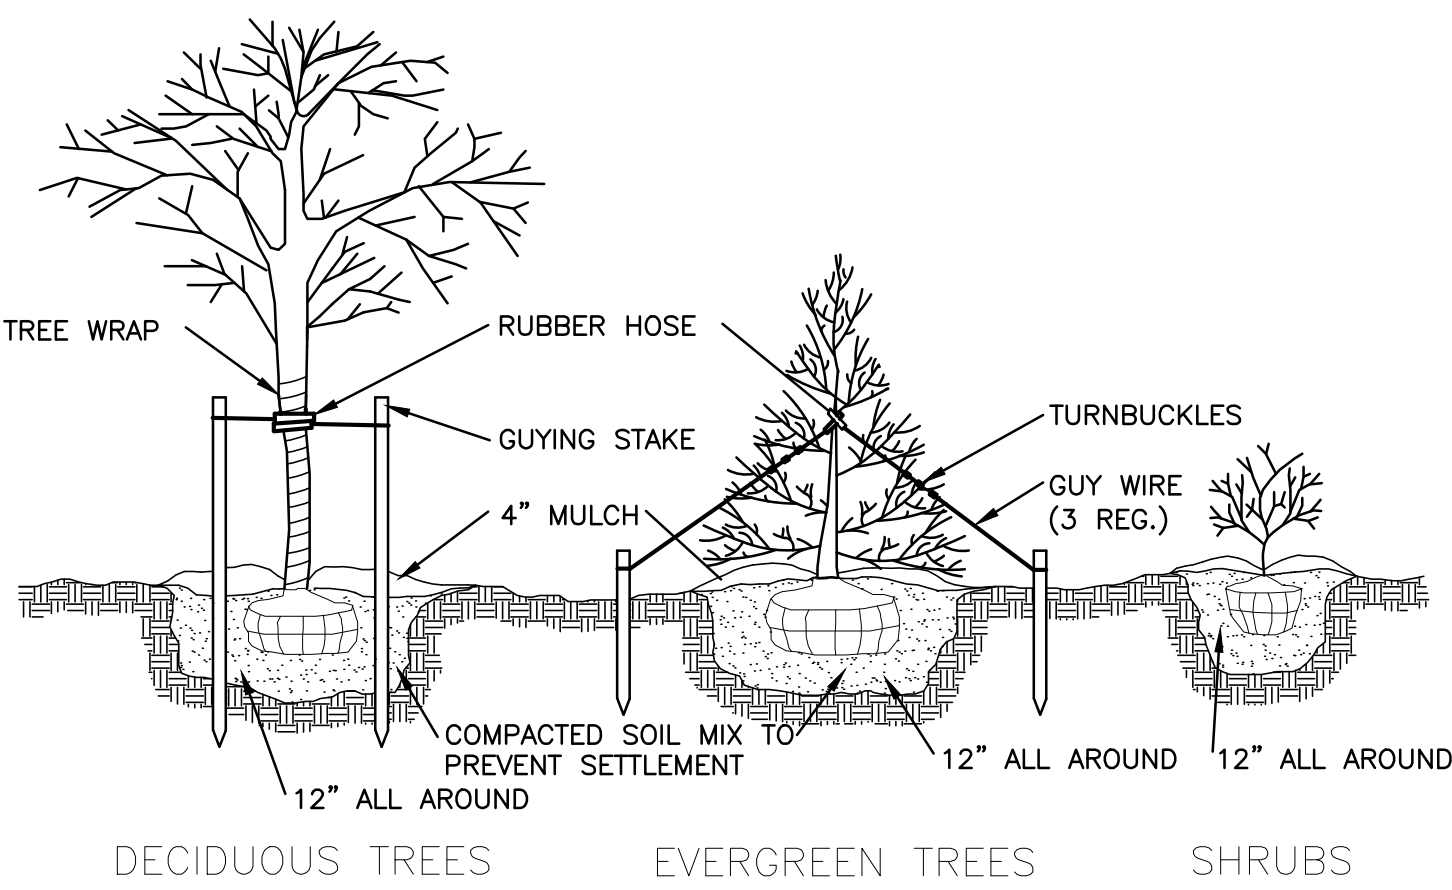 TREE WRAP
RUBBER HOSE
GUYING STAKE
4” MULCH
TURNBUCKLES
GUY WIRE
(3 REG.)
COMPACTED SOIL MIX TO
PREVENT SETTLEMENT
12” ALL AROUND
12” ALL AROUND
12” ALL AROUND
DECIDUOUS TREES
EVERGREEN TREES
SHRUBS